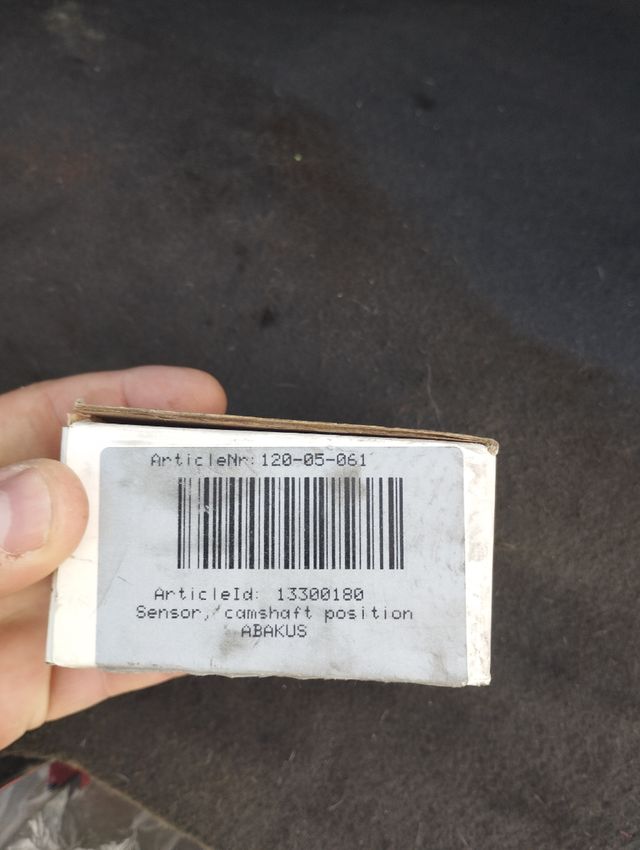 ArticleNr:120-05-061
ArticleId: 13300180
Sensor, camshaft position
ABAKUS